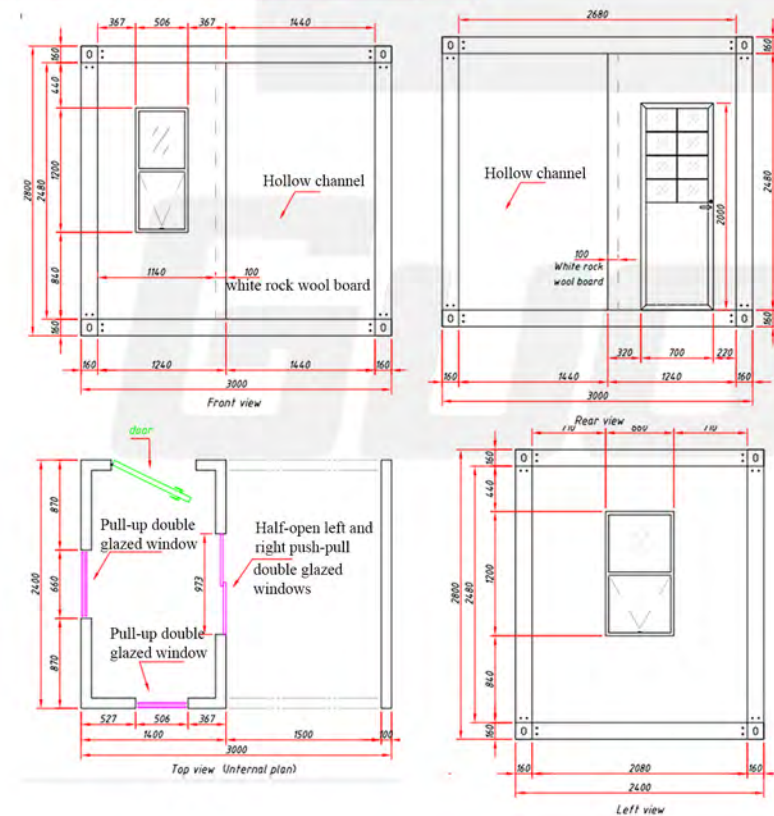 367 506 367 1440
160
440
1200
840
160
2480
2800
Hollow channel
1140 100
white rock wool board
160 1240 1440 160
3000
Front view
2680
160
2480
160
Hollow channel
2000
100
White rock
wool board
320 700 220
160 1440 1240 160
3000
Rear view
door
870
660
870
2400
Pull-up double
glazed window
Half-open left and
right push-pull
double glazed
windows
973
Pull-up double
glazed window
527 506 367
1400 1500 100
3000
Top view (Internal plan)
710 660 710
160
440
1200
840
160
2480
2800
160 2080 160
2400
Left view